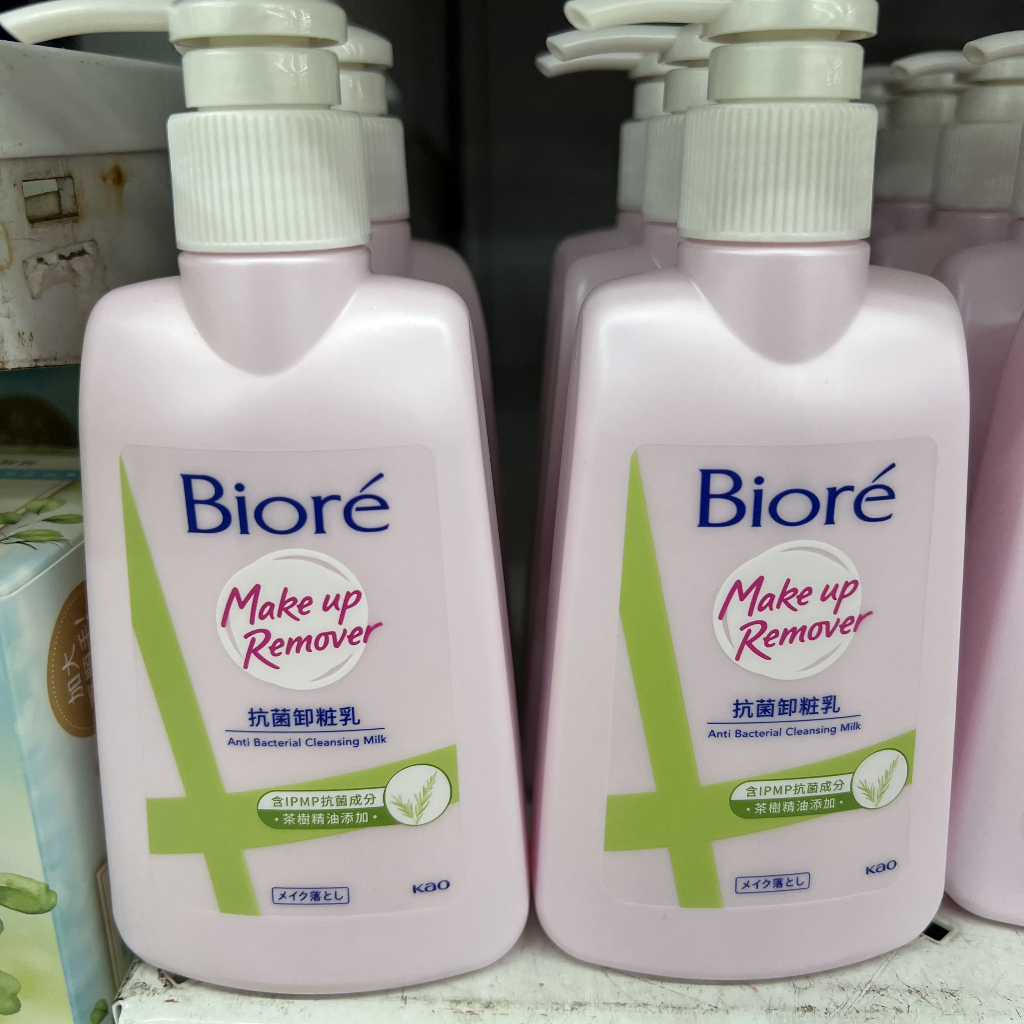 Bioré
Make up
Remover
抗菌卸粧乳
Anti Bacterial Cleansing Milk
含IPMP抗菌成分
・茶樹精油添加・
メイク落とし
Kao
Bioré
Make up
Remover
抗菌卸粧乳
Anti Bacterial Cleansing Milk
含IPMP抗菌成分
・茶樹精油添加・
メイク落とし
Kao
加大